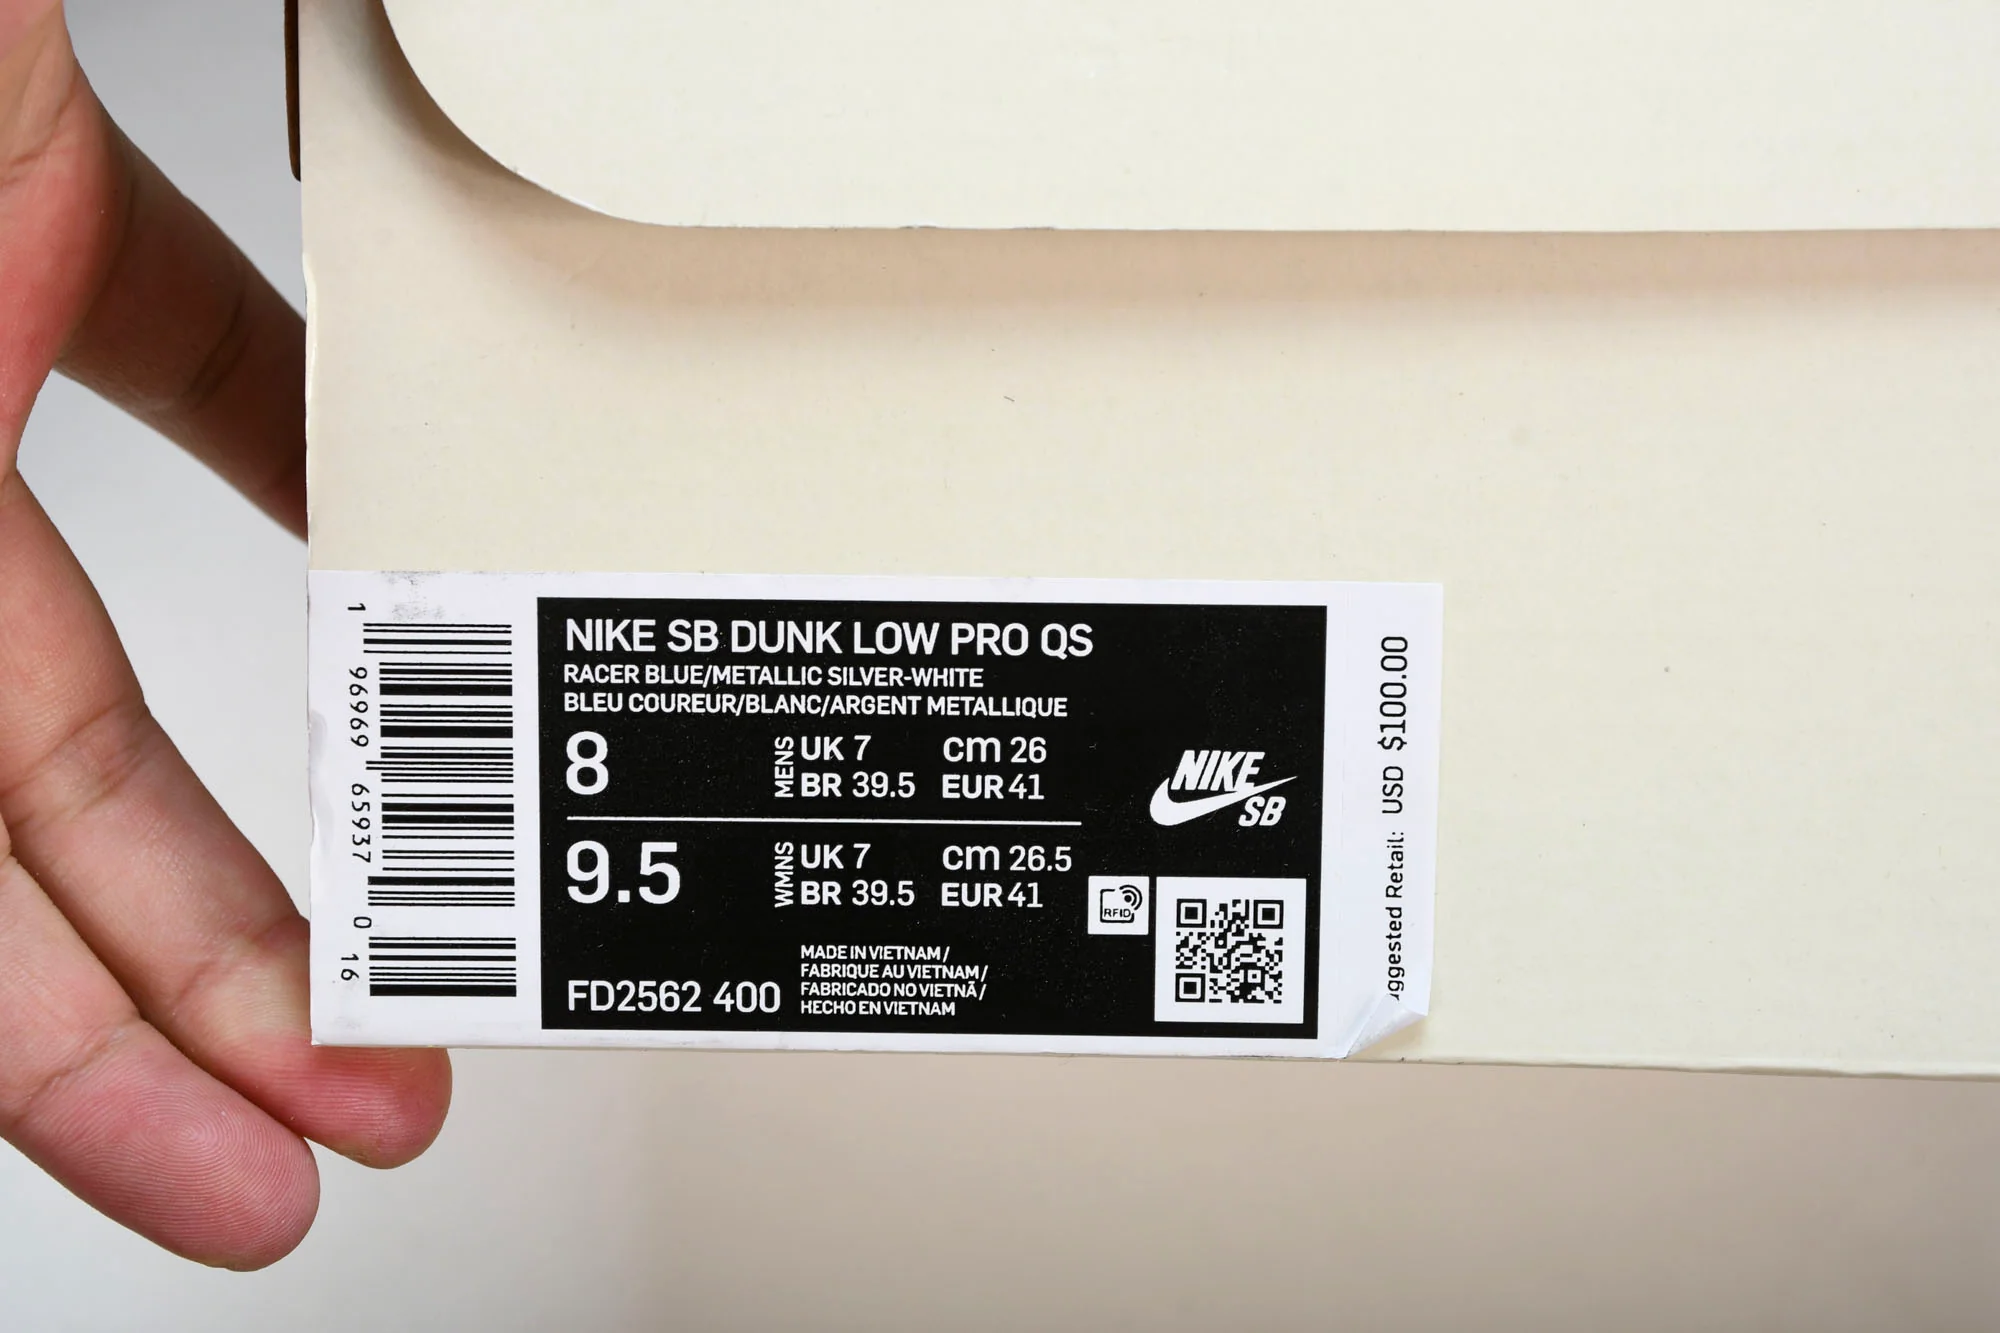 1 96969 65937 0 16
NIKE SB DUNK LOW PRO QS
RACER BLUE/METALLIC SILVER-WHITE
BLEU COUREUR/BLANC/ARGENT METALLIQUE
8 MENS UK 7 cm 26
BR 39.5 EUR 41
9.5 WMNS UK 7 cm 26.5
BR 39.5 EUR 41
NIKE
SB
RFID
FD2562 400
MADE IN VIETNAM /
FABRIQUE AU VIETNAM /
FABRICADO NO VIETNÃ /
HECHO EN VIETNAM
uggested Retail: USD $100.00